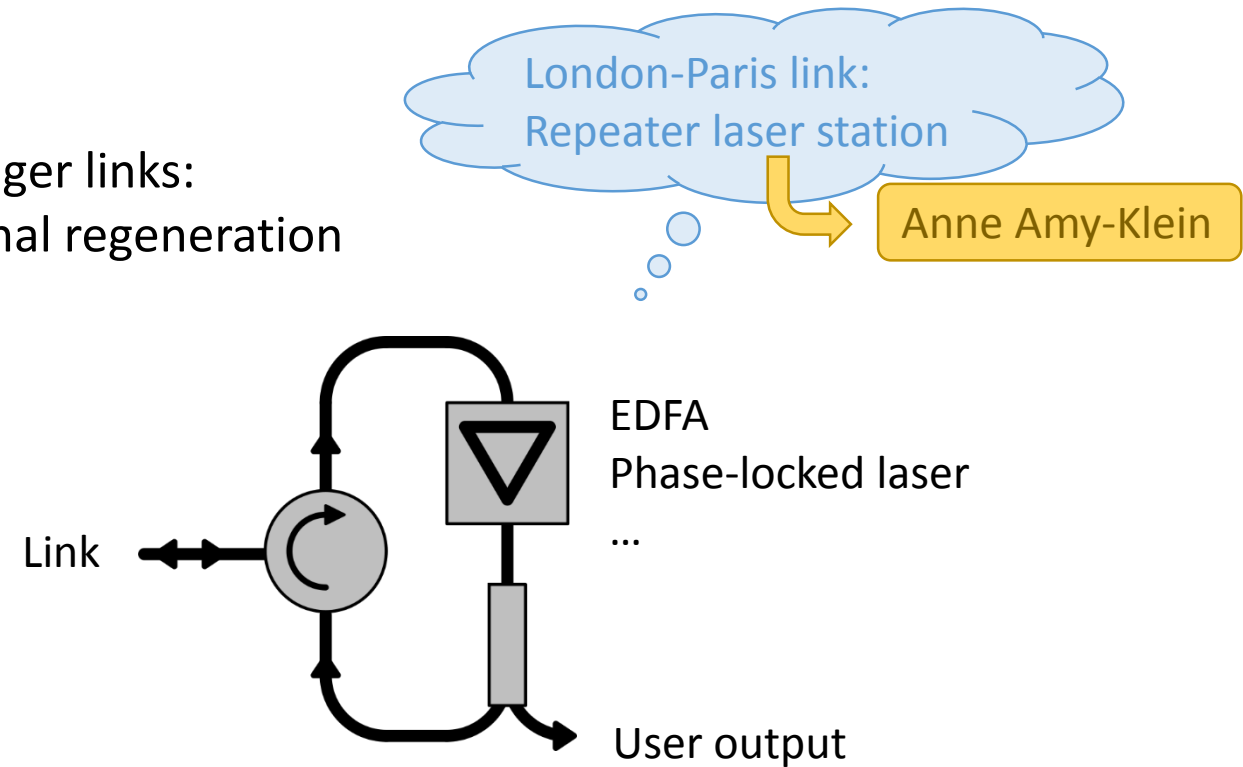 London-Paris link:
Repeater laser station
Anne Amy-Klein
ger links:
nal regeneration
EDFA
Phase-locked laser
...
Link
User output